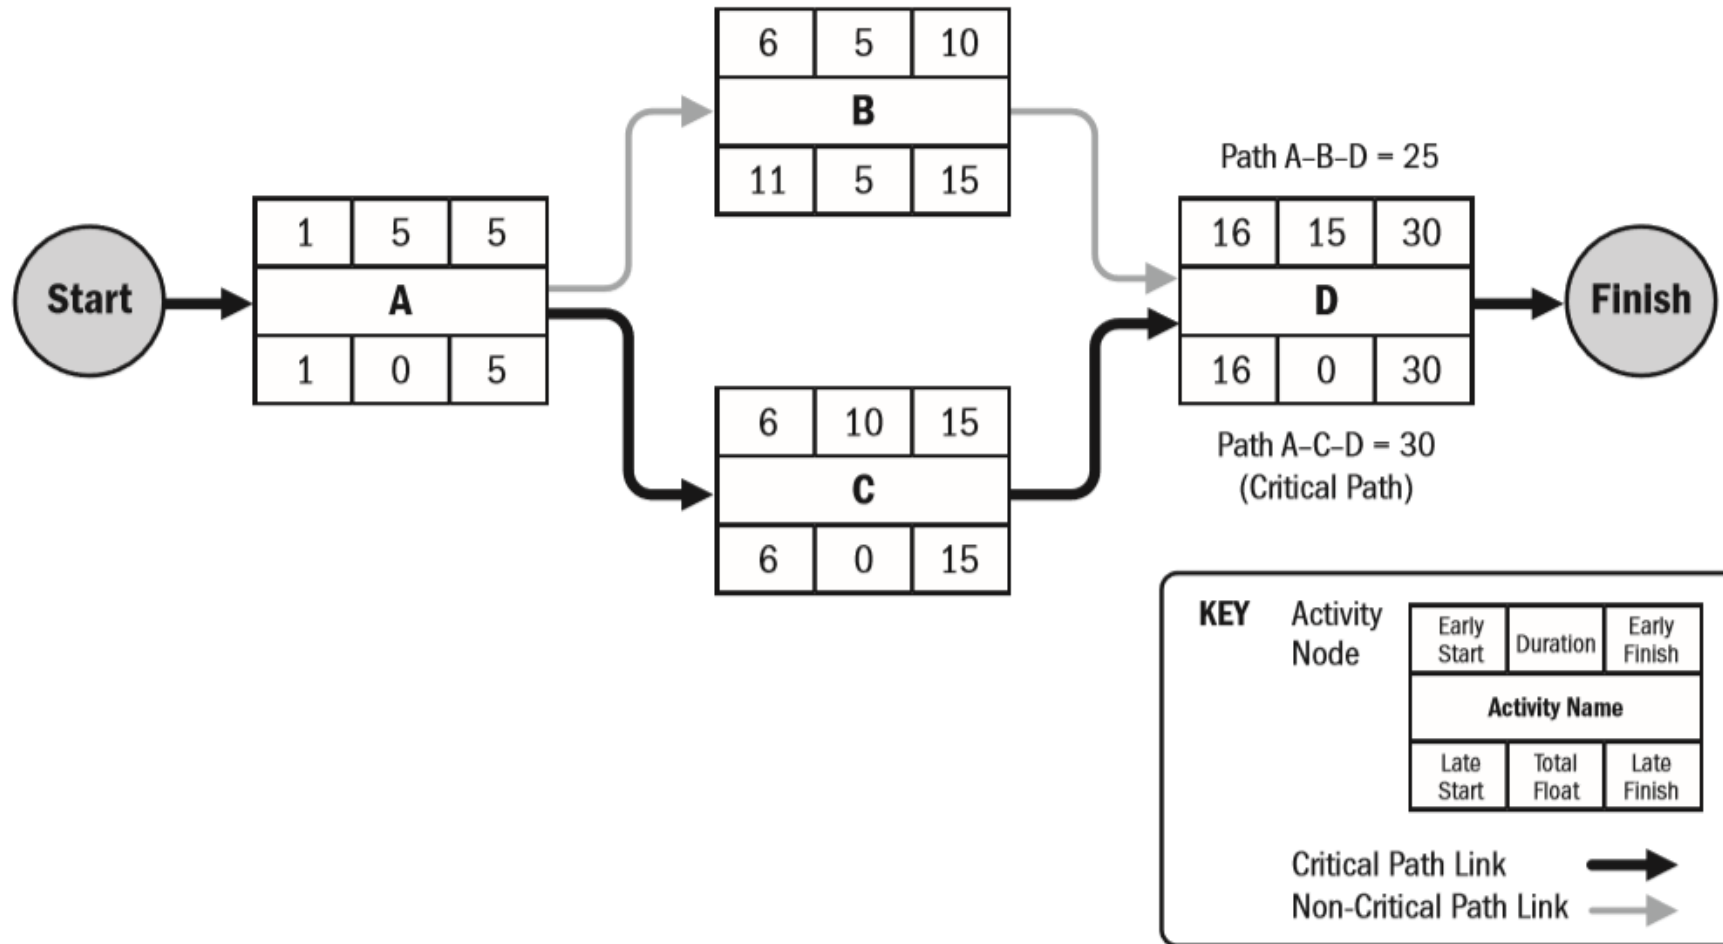 Start
1 5 5
A
1 0 5
6 5 10
B
11 5 15
6 10 15
C
6 0 15
Path A-B-D = 25
16 15 30
D
16 0 30
Path A-C-D = 30
(Critical Path)
Finish
KEY
Activity
Node
Early
Start
Duration
Early
Finish
Activity Name
Late
Start
Total
Float
Late
Finish
Critical Path Link
Non-Critical Path Link